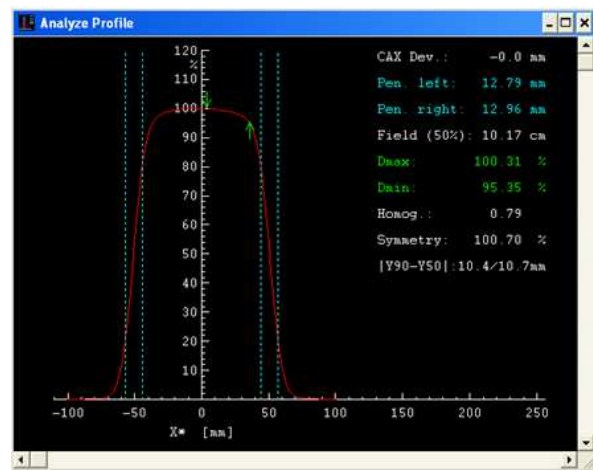 Analyze Profile
CAX Dev.: -0.0 mm
Pen. left: 12.79 mm
Pen. right: 12.96 mm
Field (50%): 10.17 cm
Dmax: 100.31 %
Dmin: 95.35 %
Homog.: 0.79
Symmetry: 100.70 %
|Y90-Y50|:10.4/10.7mm
120
%
110
100
90
80
70
60
50
40
30
20
10
-100 -50 0 50 100 150 200 250
X* [mm]